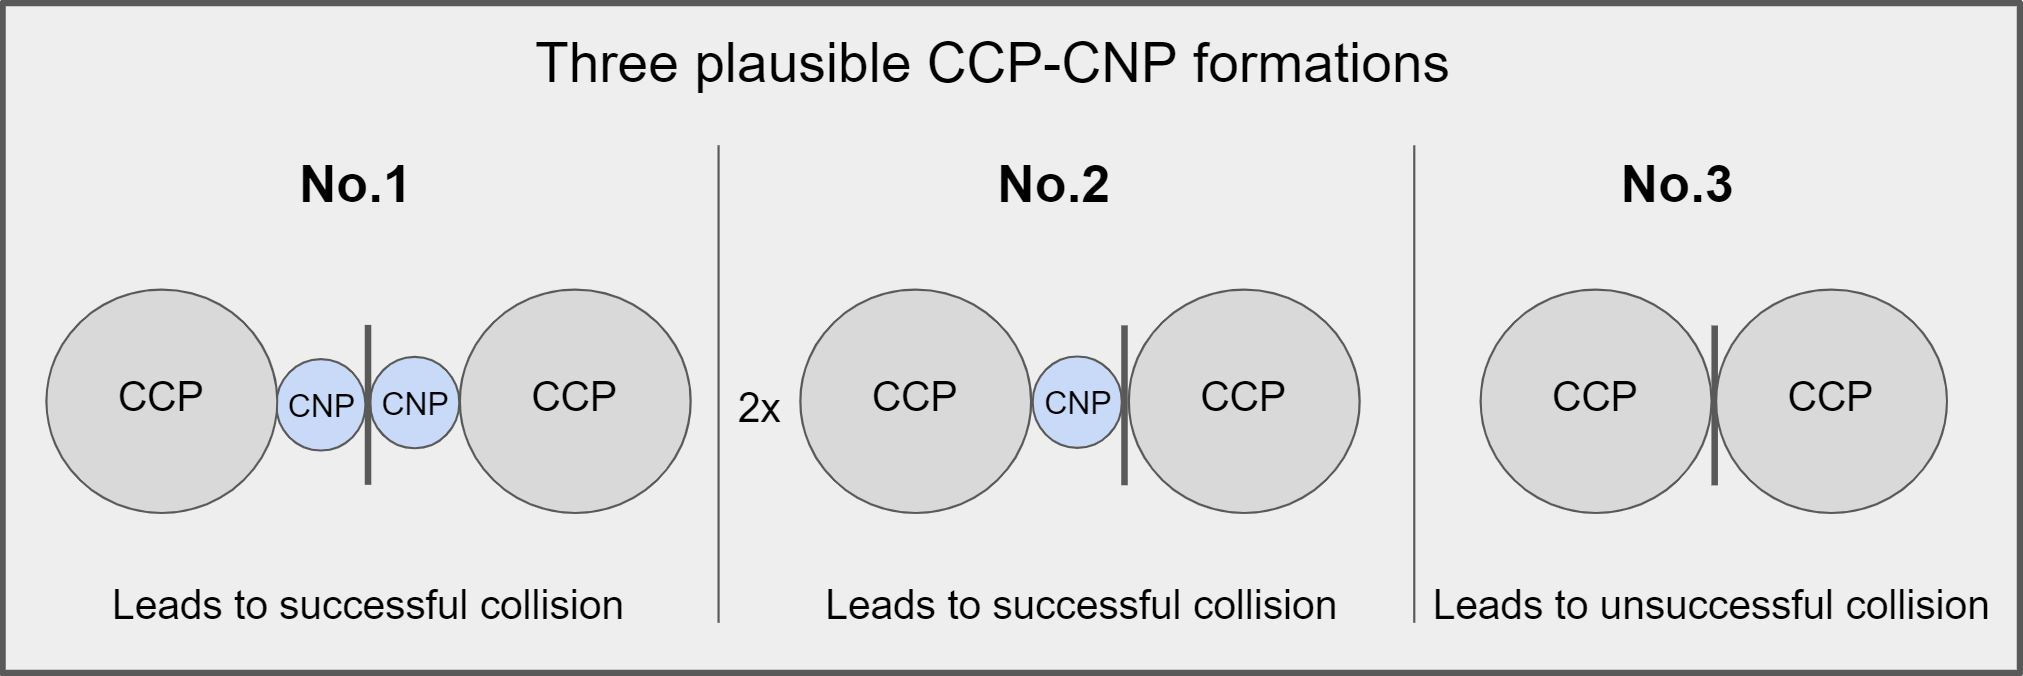 Three plausible CCP-CNP formations
No.1
CCP
CNP
CNP
CCP
Leads to successful collision
No.2
2x
CCP
CNP
CCP
Leads to successful collision
No.3
CCP
CCP
Leads to unsuccessful collision